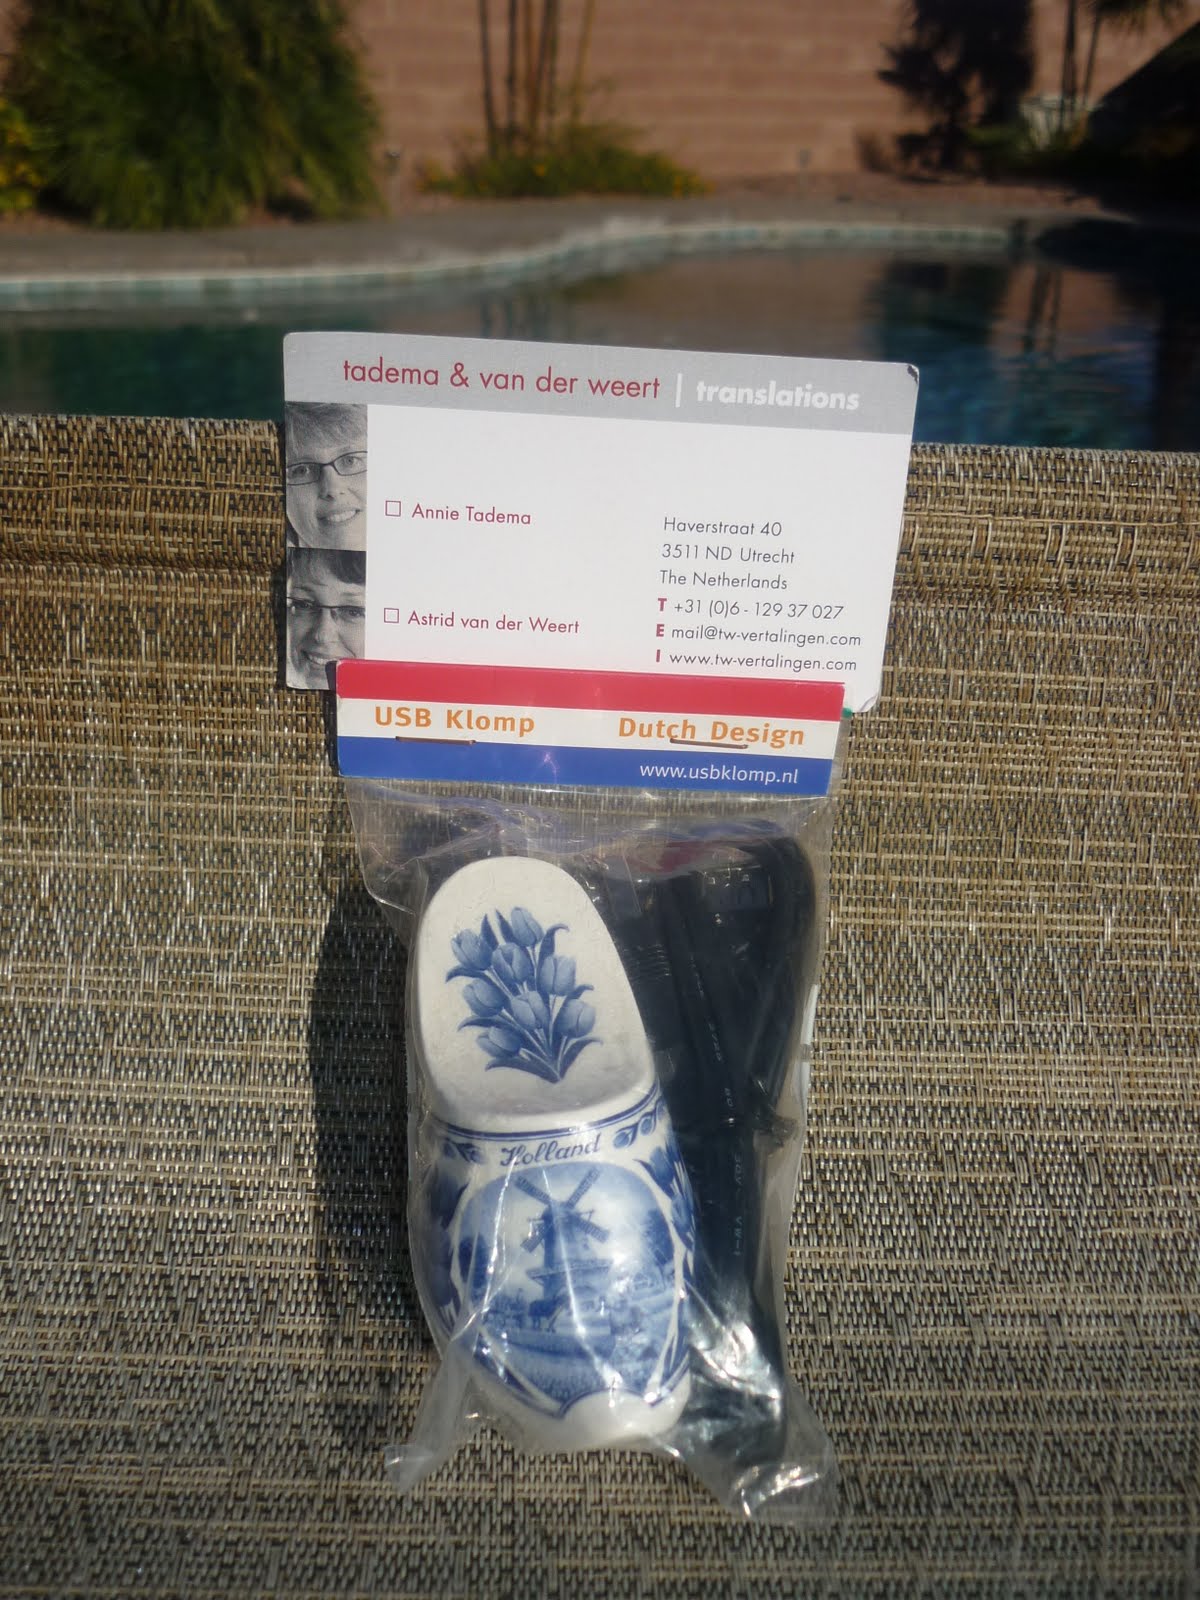 tadema & van der weert | translations
Annie Tadema
Astrid van der Weert
Haverstraat 40
3511 ND Utrecht
The Netherlands
T +31 (0)6 - 129 37 027
E mail@tw-vertalingen.com
I www.tw-vertalingen.com
USB Klomp Dutch Design
www.usbklomp.nl
Holland